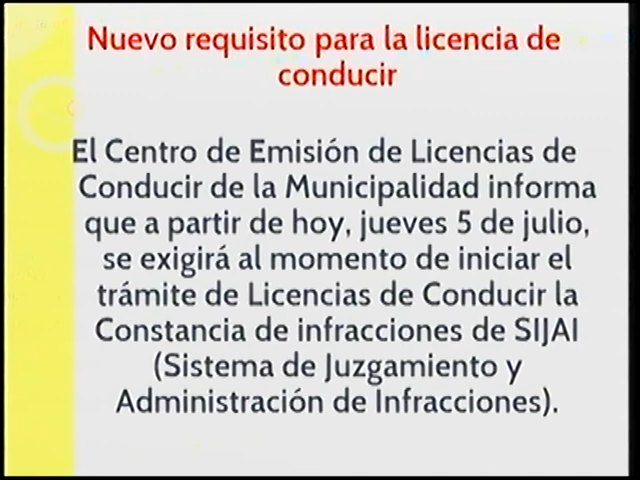 Nuevo requisito para la licencia de
conducir
El Centro de Emisión de Licencias de
Conducir de la Municipalidad informa
que a partir de hoy, jueves 5 de julio,
se exigirá al momento de iniciar el
trámite de Licencias de Conducir la
Constancia de infracciones de SIJAI
(Sistema de Juzgamiento y
Administración de Infracciones).